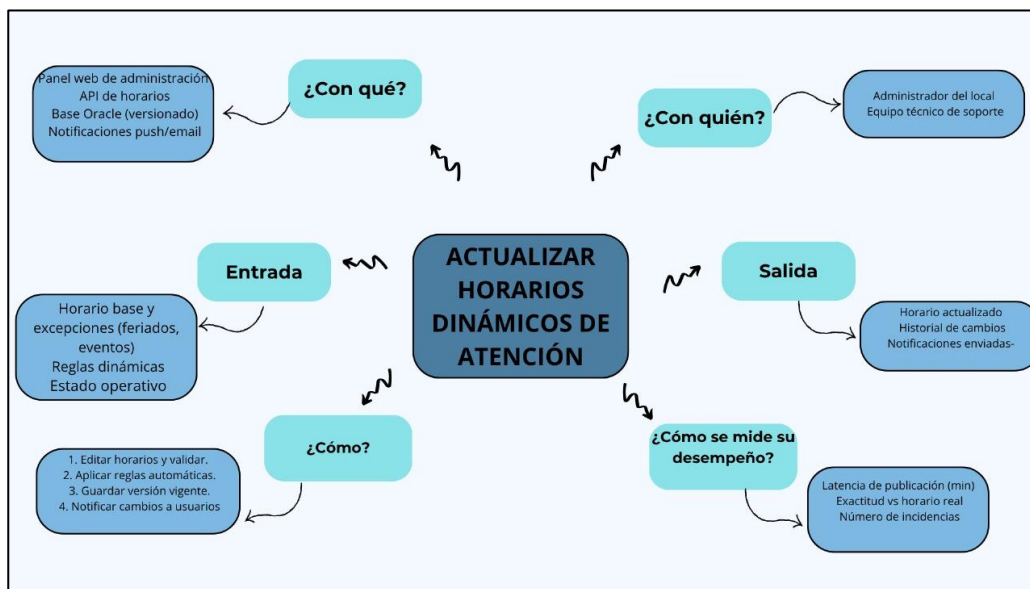 ¿Con qué?
Panel web de administración
API de horarios
Base Oracle (versionado)
Notificaciones push/email
¿Con quién?
Administrador del local
Equipo técnico de soporte
ACTUALIZAR
HORARIOS
DINÁMICOS DE
ATENCIÓN
Entrada
Horario base y
excepciones (feriados,
eventos)
Reglas dinámicas
Estado operativo
Salida
Horario actualizado
Historial de cambios
Notificaciones enviadas-
¿Cómo?
1. Editar horarios y validar.
2. Aplicar reglas automáticas.
3. Guardar versión vigente.
4. Notificar cambios a usuarios
¿Cómo se mide su
desempeño?
Latencia de publicación (min)
Exactitud vs horario real
Número de incidencias